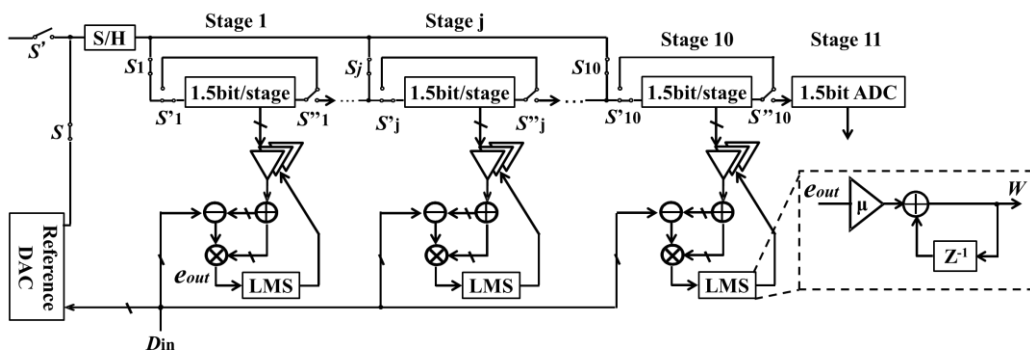 Stage 1
Stage j
Stage 10
Stage 11
S'
S/H
S1
Sj
S10
1.5bit/stage
1.5bit/stage
1.5bit/stage
1.5bit ADC
S'1
S''1
S'j
S''j
S'10
S''10
S
Reference
DAC
eout
LMS
LMS
LMS
Din
eout
μ
W
Z-1